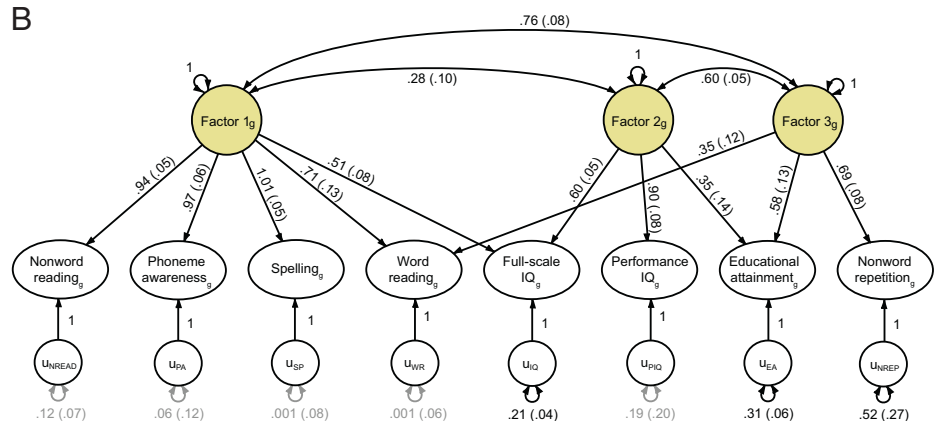 B
.76 (.08)
1
1
1
.28 (.10)
.60 (.05)
Factor 1g
Factor 2g
Factor 3g
.94 (.05)
.97 (.06)
1.01 (.05)
.71 (.13)
.51 (.08)
.60 (.05)
.90 (.08)
.35 (.14)
.35 (.12)
.58 (.13)
.69 (.08)
Nonword
readingg
Phoneme
awarenessg
Spellingg
Word
readingg
Full-scale
IQg
Performance
IQg
Educational
attainmentg
Nonword
repetitiong
1
1
1
1
1
1
1
1
uNREAD
uPA
uSP
uWR
uIQ
uPIQ
uEA
uNREP
.12 (.07)
.06 (.12)
.001 (.08)
.001 (.06)
.21 (.04)
.19 (.20)
.31 (.06)
.52 (.27)